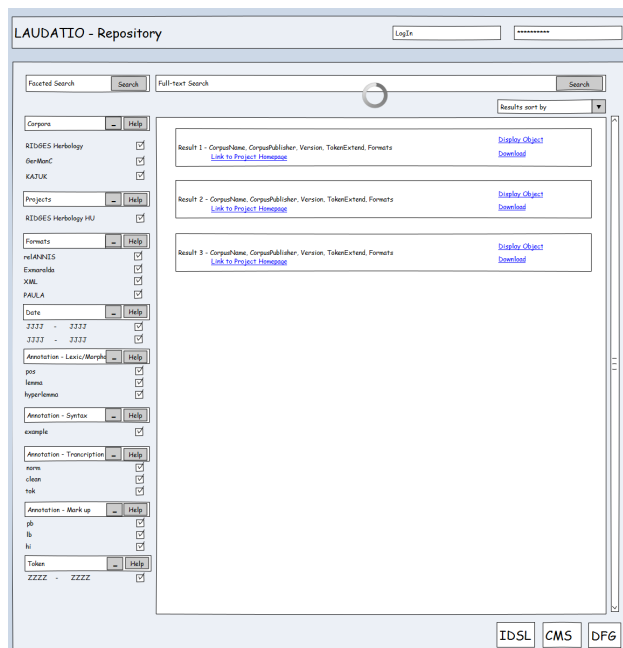 LAUDATIO - Repository
LogIn
**********
Faceted Search Search
Full-text Search Search
Results sort by
Corpora - Help
RIDGES Herbology
GerManC
KAJUK
Projects - Help
RIDGES Herbology HU
Formats - Help
relANNIS
Exmaralda
XML
PAULA
Date - Help
JJJJ - JJJJ
JJJJ - JJJJ
Annotation - Lexic/Morpho - Help
pos
lemma
hyperlemma
Annotation - Syntax - Help
example
Annotation - Trancription - Help
norm
clean
tok
Annotation - Mark up - Help
pb
lb
hi
Token - Help
ZZZZ - ZZZZ
Result 1 - CorpusName, CorpusPublisher, Version, TokenExtend, Formats
Link to Project Homepage
Display Object
Download
Result 2 - CorpusName, CorpusPublisher, Version, TokenExtend, Formats
Link to Project Homepage
Display Object
Download
Result 3 - CorpusName, CorpusPublisher, Version, TokenExtend, Formats
Link to Project Homepage
Display Object
Download
IDSL CMS DFG